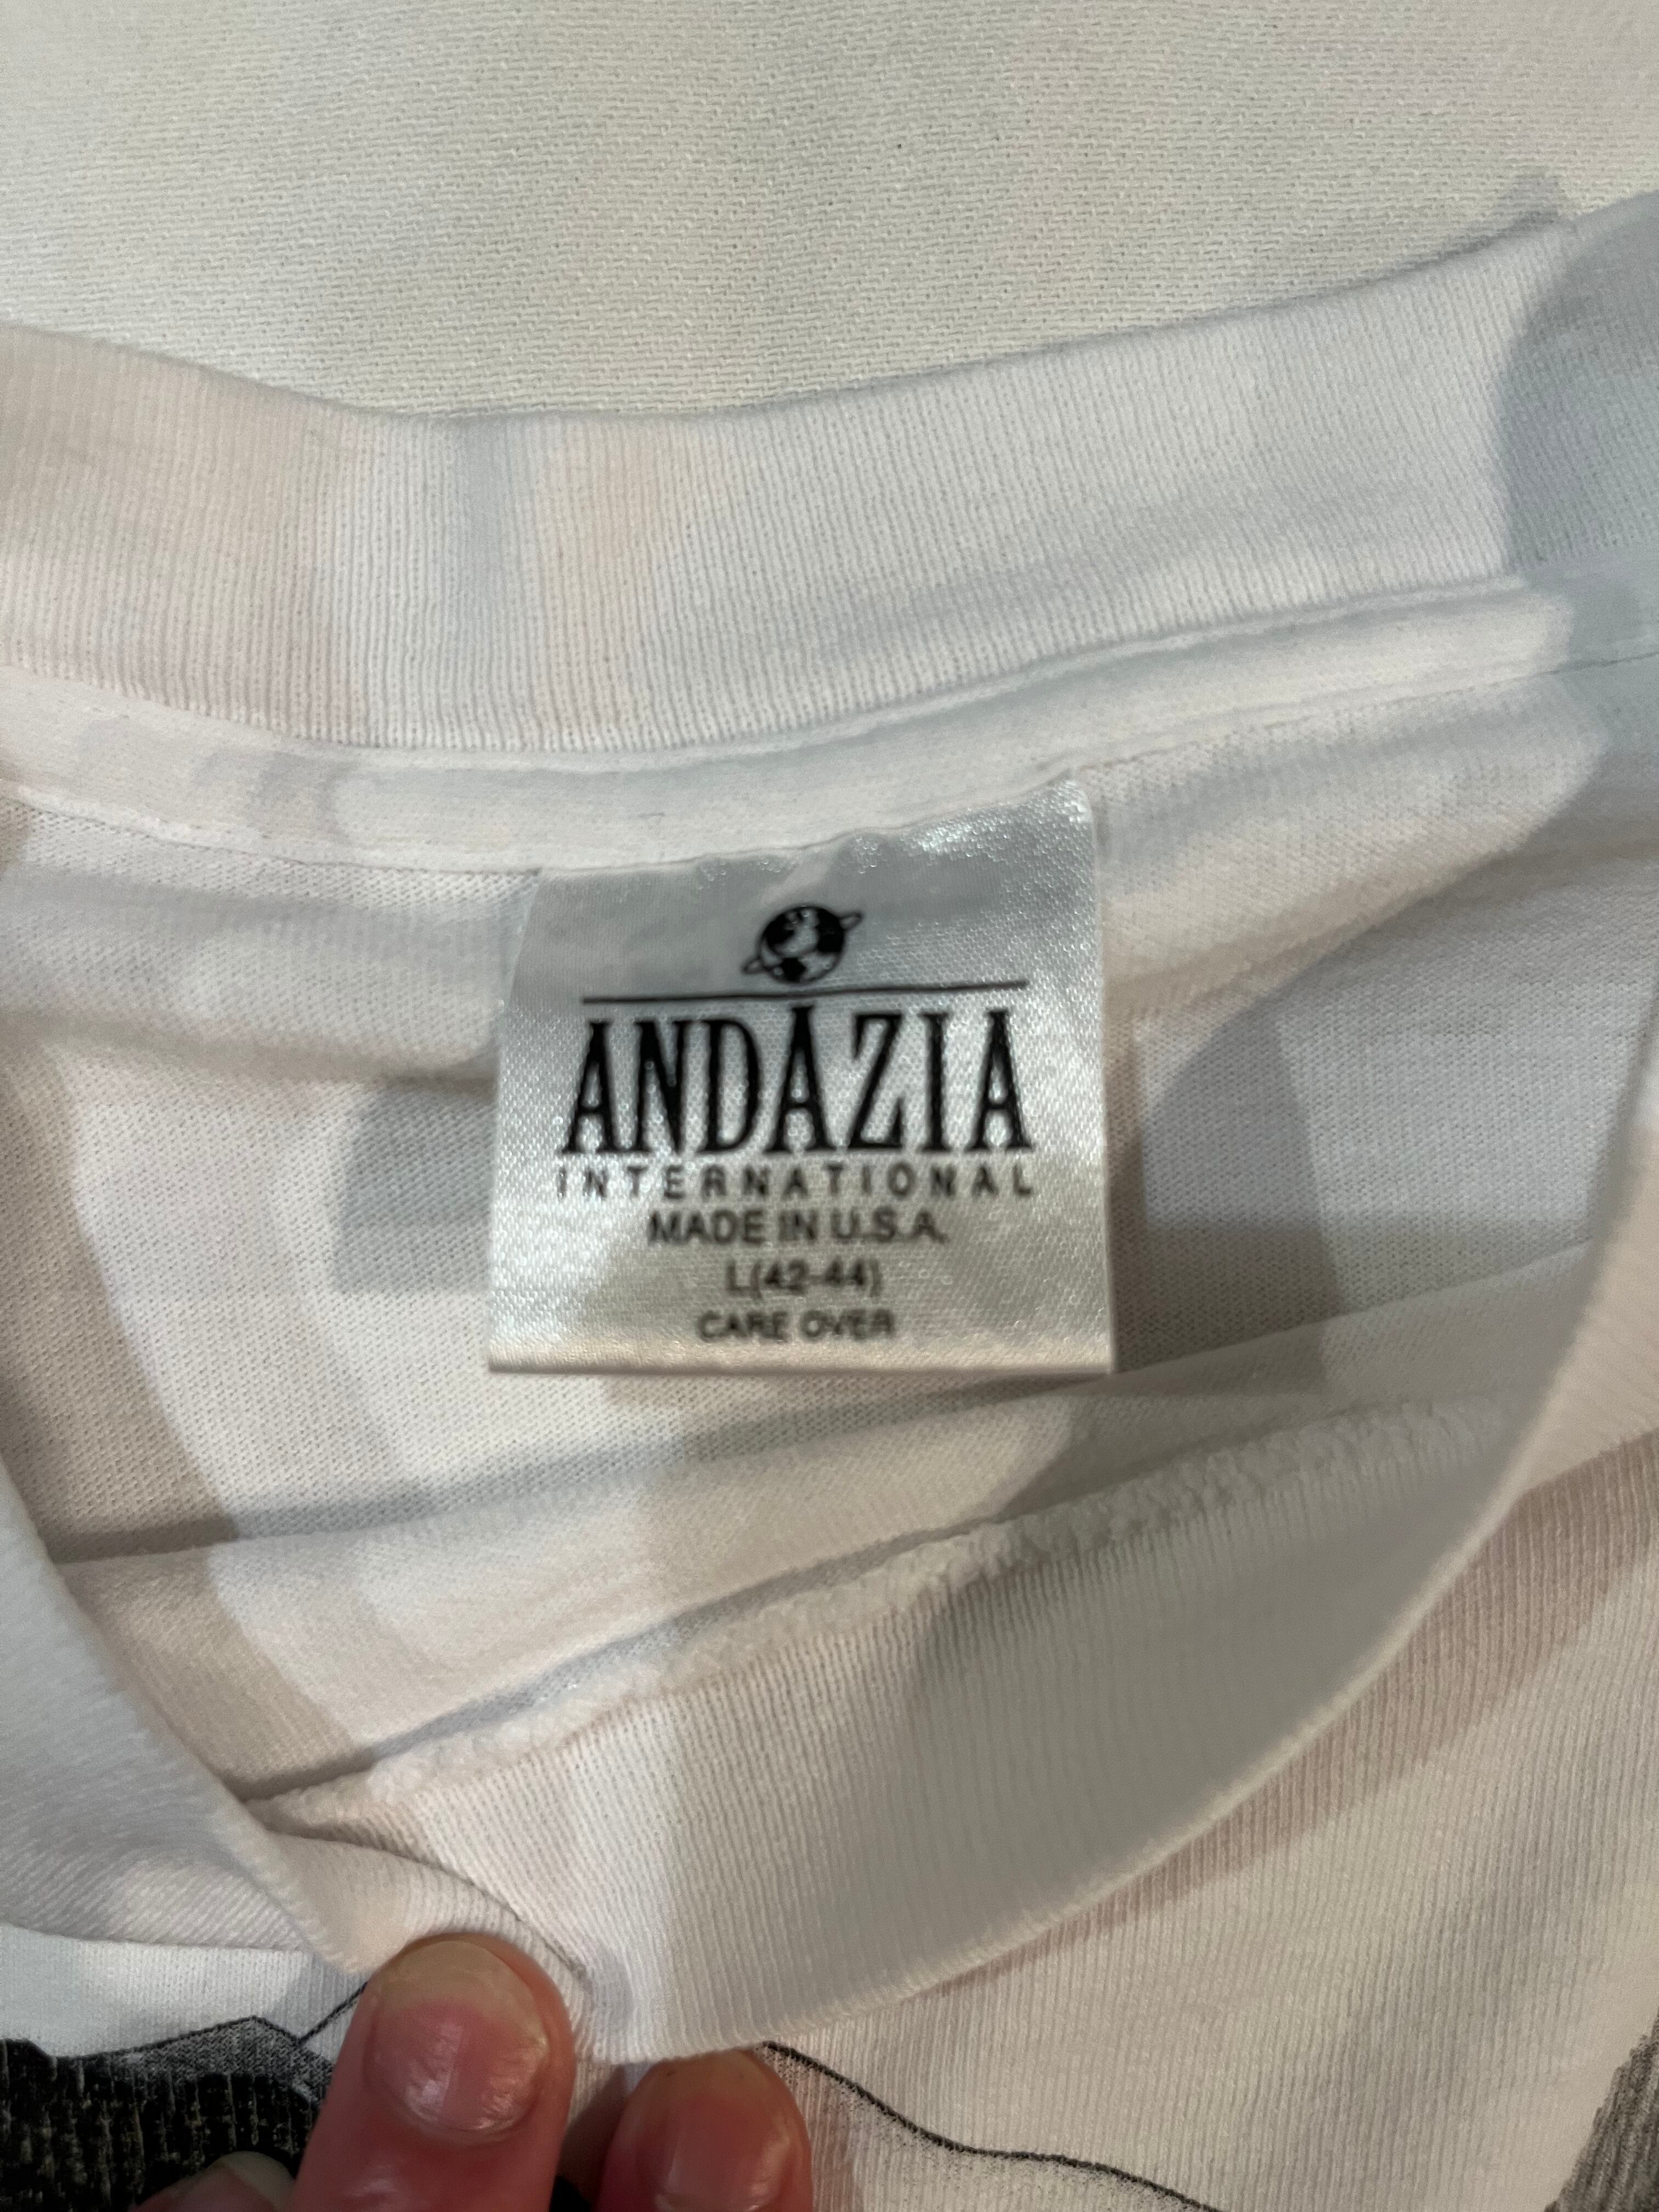 ANDAZIA
INTERNATIONAL
MADE IN U.S.A.
L(42-44)
CARE OVER